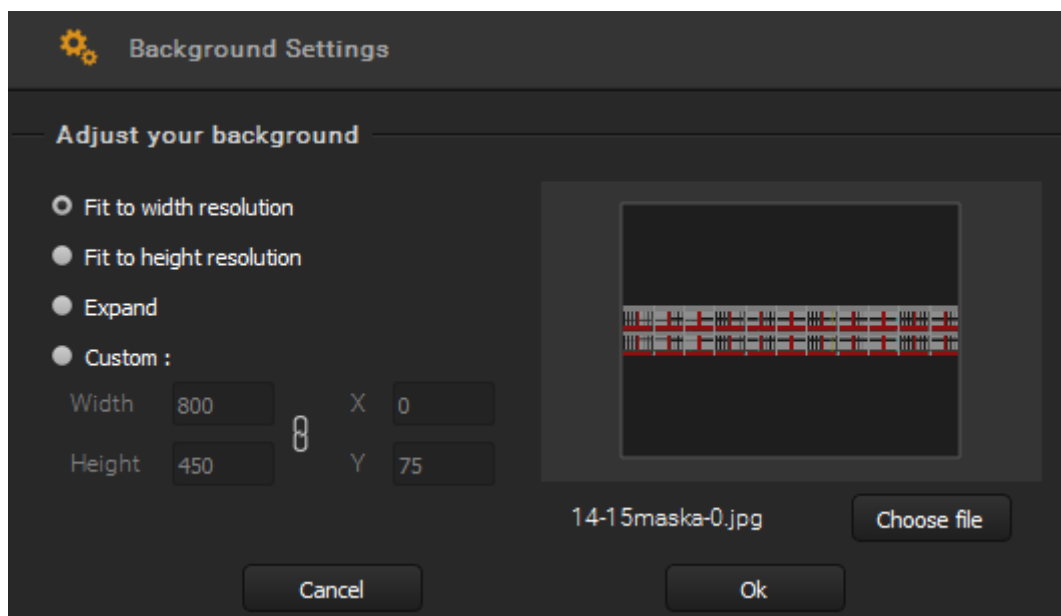 Background Settings
Adjust your background
Fit to width resolution
Fit to height resolution
Expand
Custom :
Width 800 X 0
Height 450 Y 75
14-15maska-0.jpg Choose file
Cancel Ok